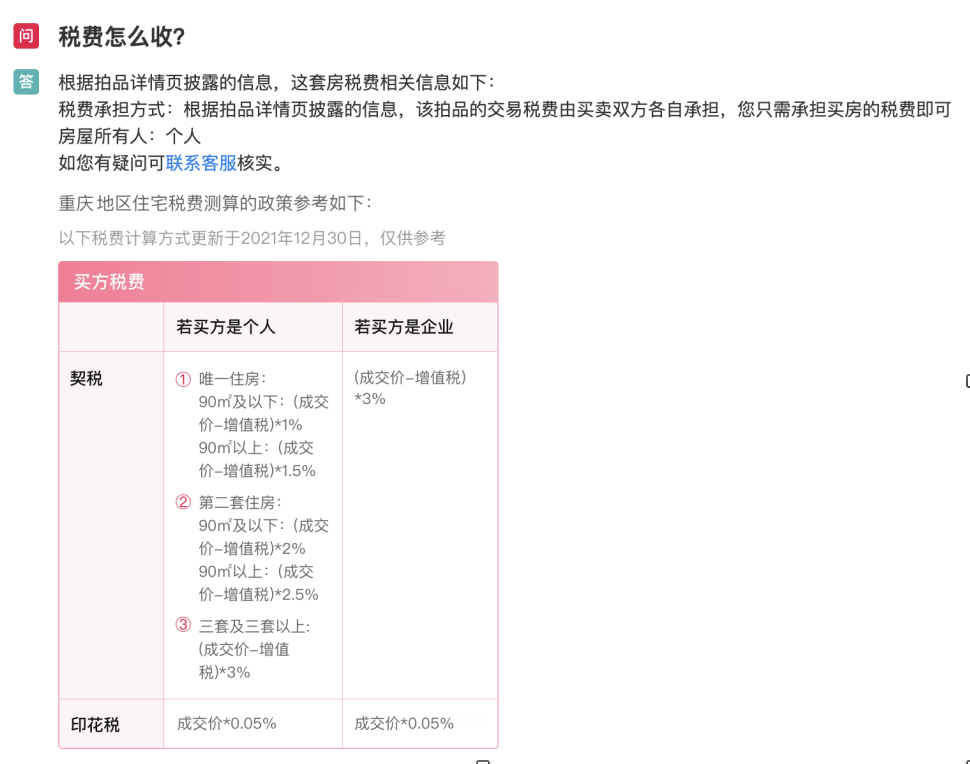 问 税费怎么收?
答 根据拍品详情页披露的信息，这套房税费相关信息如下：
税费承担方式：根据拍品详情页披露的信息，该拍品的交易税费由买卖双方各自承担，您只需承担买房的税费即可
房屋所有人：个人
如您有疑问可联系客服核实。
重庆 地区住宅税费测算的政策参考如下：
以下税费计算方式更新于2021年12月30日，仅供参考
买方税费
若买方是个人 若买方是企业
契税
① 唯一住房：
90㎡及以下：(成交
价–增值税)*1%
90㎡以上：(成交
价–增值税)*1.5%
② 第二套住房：
90㎡及以下：(成交
价–增值税)*2%
90㎡以上：(成交
价–增值税)*2.5%
③ 三套及三套以上:
(成交价–增值
税)*3%
(成交价–增值税)
*3%
印花税 成交价*0.05% 成交价*0.05%